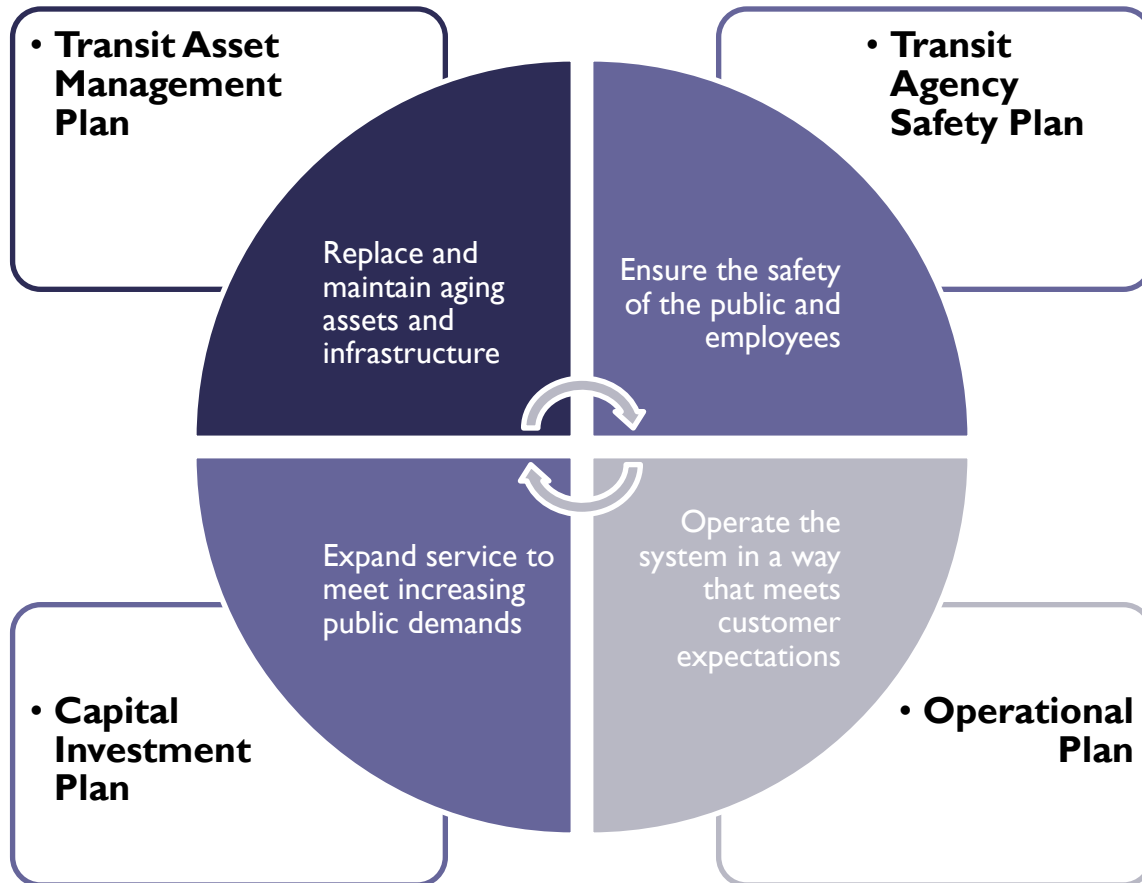 • Transit Asset
Management
Plan
• Transit
Agency
Safety Plan
Replace and
maintain aging
assets and
infrastructure
Ensure the safety
of the public and
employees
Expand service to
meet increasing
public demands
Operate the
system in a way
that meets
customer
expectations
• Capital
Investment
Plan
• Operational
Plan